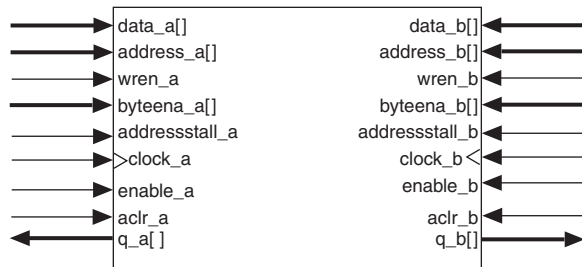 data_a[]
address_a[]
wren_a
byteena_a[]
addressstall_a
clock_a
enable_a
aclr_a
q_a[ ]
data_b[]
address_b[]
wren_b
byteena_b[]
addressstall_b
clock_b
enable_b
aclr_b
q_b[]